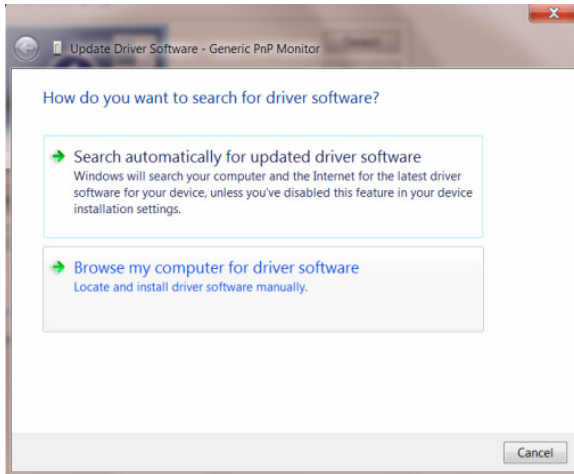 Update Driver Software - Generic PnP Monitor
How do you want to search for driver software?
Search automatically for updated driver software
Windows will search your computer and the Internet for the latest driver
software for your device, unless you've disabled this feature in your device
installation settings.
Browse my computer for driver software
Locate and install driver software manually.
Cancel